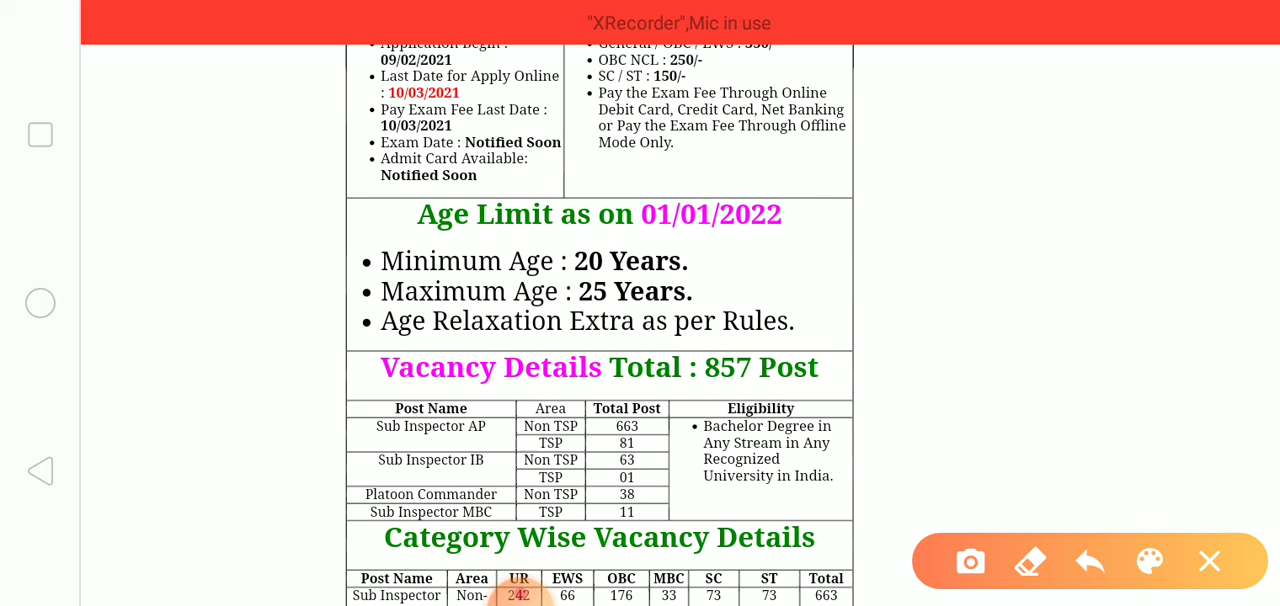 "XRecorder",Mic in use
Application Begin :
09/02/2021
Last Date for Apply Online
: 10/03/2021
Pay Exam Fee Last Date :
10/03/2021
Exam Date : Notified Soon
Admit Card Available:
Notified Soon
General / OBC / EWS : 350/
OBC NCL : 250/-
SC / ST : 150/-
Pay the Exam Fee Through Online
Debit Card, Credit Card, Net Banking
or Pay the Exam Fee Through Offline
Mode Only.
Age Limit as on 01/01/2022
Minimum Age : 20 Years.
Maximum Age : 25 Years.
Age Relaxation Extra as per Rules.
Vacancy Details Total : 857 Post
Post Name Area Total Post Eligibility
Sub Inspector AP Non TSP 663
TSP 81
Sub Inspector IB Non TSP 63
TSP 01
Platoon Commander Non TSP 38
Sub Inspector MBC TSP 11
Bachelor Degree in
Any Stream in Any
Recognized
University in India.
Category Wise Vacancy Details
Post Name Area UR EWS OBC MBC SC ST Total
Sub Inspector Non- 242 66 176 33 73 73 663